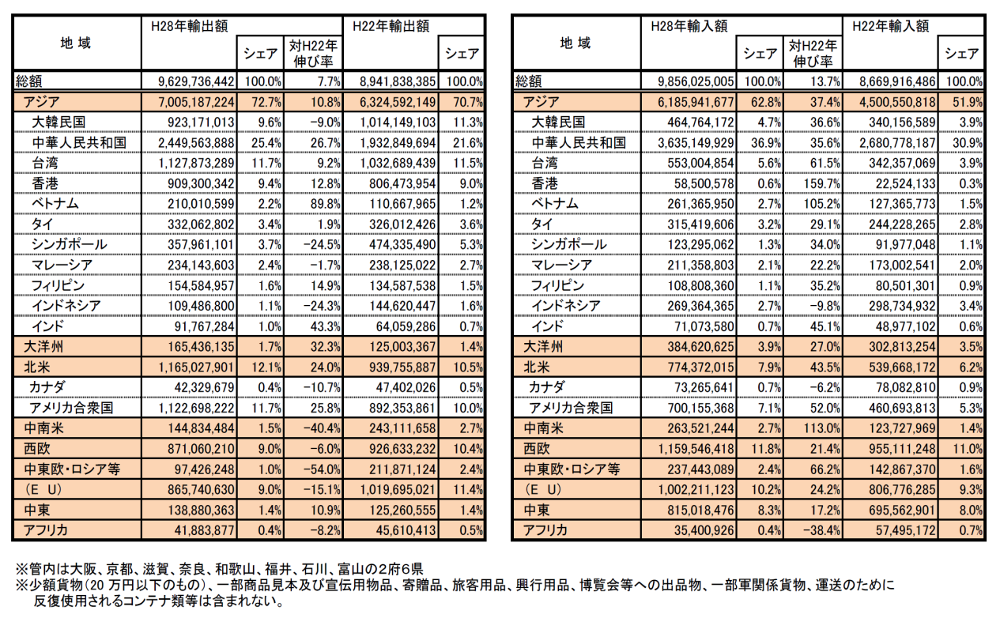 地 域 H28年輸出額 シェア 対H22年伸び率 H22年輸出額 シェア
総額 9,629,736,442 100.0% 7.7% 8,941,838,385 100.0%
アジア 7,005,187,224 72.7% 10.8% 6,324,592,149 70.7%
大韓民国 923,171,013 9.6% −9.0% 1,014,149,103 11.3%
中華人民共和国 2,449,563,888 25.4% 26.7% 1,932,849,694 21.6%
台湾 1,127,873,289 11.7% 9.2% 1,032,689,439 11.5%
香港 909,300,342 9.4% 12.8% 806,473,954 9.0%
ベトナム 210,010,599 2.2% 89.8% 110,667,965 1.2%
タイ 332,062,802 3.4% 1.9% 326,012,426 3.6%
シンガポール 357,961,101 3.7% −24.5% 474,335,490 5.3%
マレーシア 234,143,603 2.4% −1.7% 238,125,022 2.7%
フィリピン 154,584,957 1.6% 14.9% 134,587,538 1.5%
インドネシア 109,486,800 1.1% −24.3% 144,620,447 1.6%
インド 91,767,284 1.0% 43.3% 64,059,286 0.7%
大洋州 165,436,135 1.7% 32.3% 125,003,367 1.4%
北米 1,165,027,901 12.1% 24.0% 939,755,887 10.5%
カナダ 42,329,679 0.4% −10.7% 47,402,026 0.5%
アメリカ合衆国 1,122,698,222 11.7% 25.8% 892,353,861 10.0%
中南米 144,834,484 1.5% −40.4% 243,111,658 2.7%
西欧 871,060,210 9.0% −6.0% 926,633,232 10.4%
中東欧・ロシア等 97,426,248 1.0% −54.0% 211,871,124 2.4%
（Ｅ Ｕ） 865,740,630 9.0% −15.1% 1,019,695,021 11.4%
中東 138,880,363 1.4% 10.9% 125,260,555 1.4%
アフリカ 41,883,877 0.4% −8.2% 45,610,413 0.5%
地 域 H28年輸入額 シェア 対H22年伸び率 H22年輸入額 シェア
総額 9,856,025,005 100.0% 13.7% 8,669,916,486 100.0%
アジア 6,185,941,677 62.8% 37.4% 4,500,550,818 51.9%
大韓民国 464,764,172 4.7% 36.6% 340,156,589 3.9%
中華人民共和国 3,635,149,929 36.9% 35.6% 2,680,778,187 30.9%
台湾 553,004,854 5.6% 61.5% 342,357,069 3.9%
香港 58,500,578 0.6% 159.7% 22,524,133 0.3%
ベトナム 261,365,950 2.7% 105.2% 127,365,773 1.5%
タイ 315,419,606 3.2% 29.1% 244,228,265 2.8%
シンガポール 123,295,062 1.3% 34.0% 91,977,048 1.1%
マレーシア 211,358,803 2.1% 22.2% 173,002,541 2.0%
フィリピン 108,808,360 1.1% 35.2% 80,501,301 0.9%
インドネシア 269,364,365 2.7% −9.8% 298,734,932 3.4%
インド 71,073,580 0.7% 45.1% 48,977,102 0.6%
大洋州 384,620,625 3.9% 27.0% 302,813,254 3.5%
北米 774,372,015 7.9% 43.5% 539,668,172 6.2%
カナダ 73,265,641 0.7% −6.2% 78,082,810 0.9%
アメリカ合衆国 700,155,368 7.1% 52.0% 460,693,813 5.3%
中南米 263,521,244 2.7% 113.0% 123,727,969 1.4%
西欧 1,159,546,418 11.8% 21.4% 955,111,248 11.0%
中東欧・ロシア等 237,443,089 2.4% 66.2% 142,867,370 1.6%
（Ｅ Ｕ） 1,002,211,123 10.2% 24.2% 806,776,285 9.3%
中東 815,018,476 8.3% 17.2% 695,562,901 8.0%
アフリカ 35,400,926 0.4% −38.4% 57,495,172 0.7%
※管内は大阪、京都、滋賀、奈良、和歌山、福井、石川、富山の２府６県
※少額貨物（20 万円以下のもの）、一部商品見本及び宣伝用物品、寄贈品、旅客用品、興行用品、博覧会等への出品物、一部軍関係貨物、運送のために
反復使用されるコンテナ類等は含まれない。